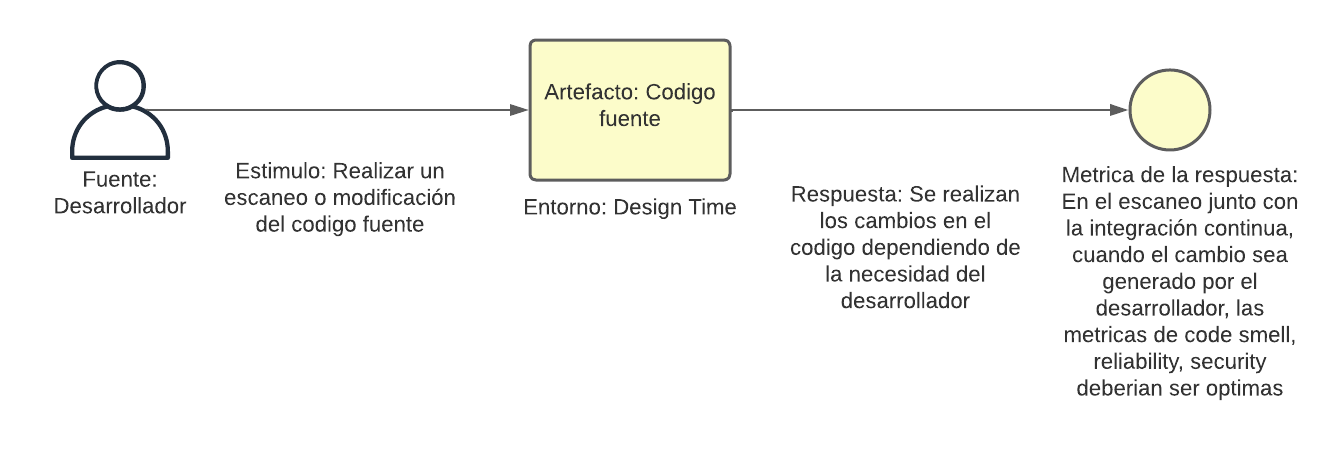 Fuente:
Desarrollador
Estimulo: Realizar un
escaneo o modificación
del codigo fuente
Artefacto: Codigo
fuente
Entorno: Design Time
Respuesta: Se realizan
los cambios en el
codigo dependiendo de
la necesidad del
desarrollador
Metrica de la respuesta:
En el escaneo junto con
la integración continua,
cuando el cambio sea
generado por el
desarrollador, las
metricas de code smell,
reliability, security
deberian ser optimas